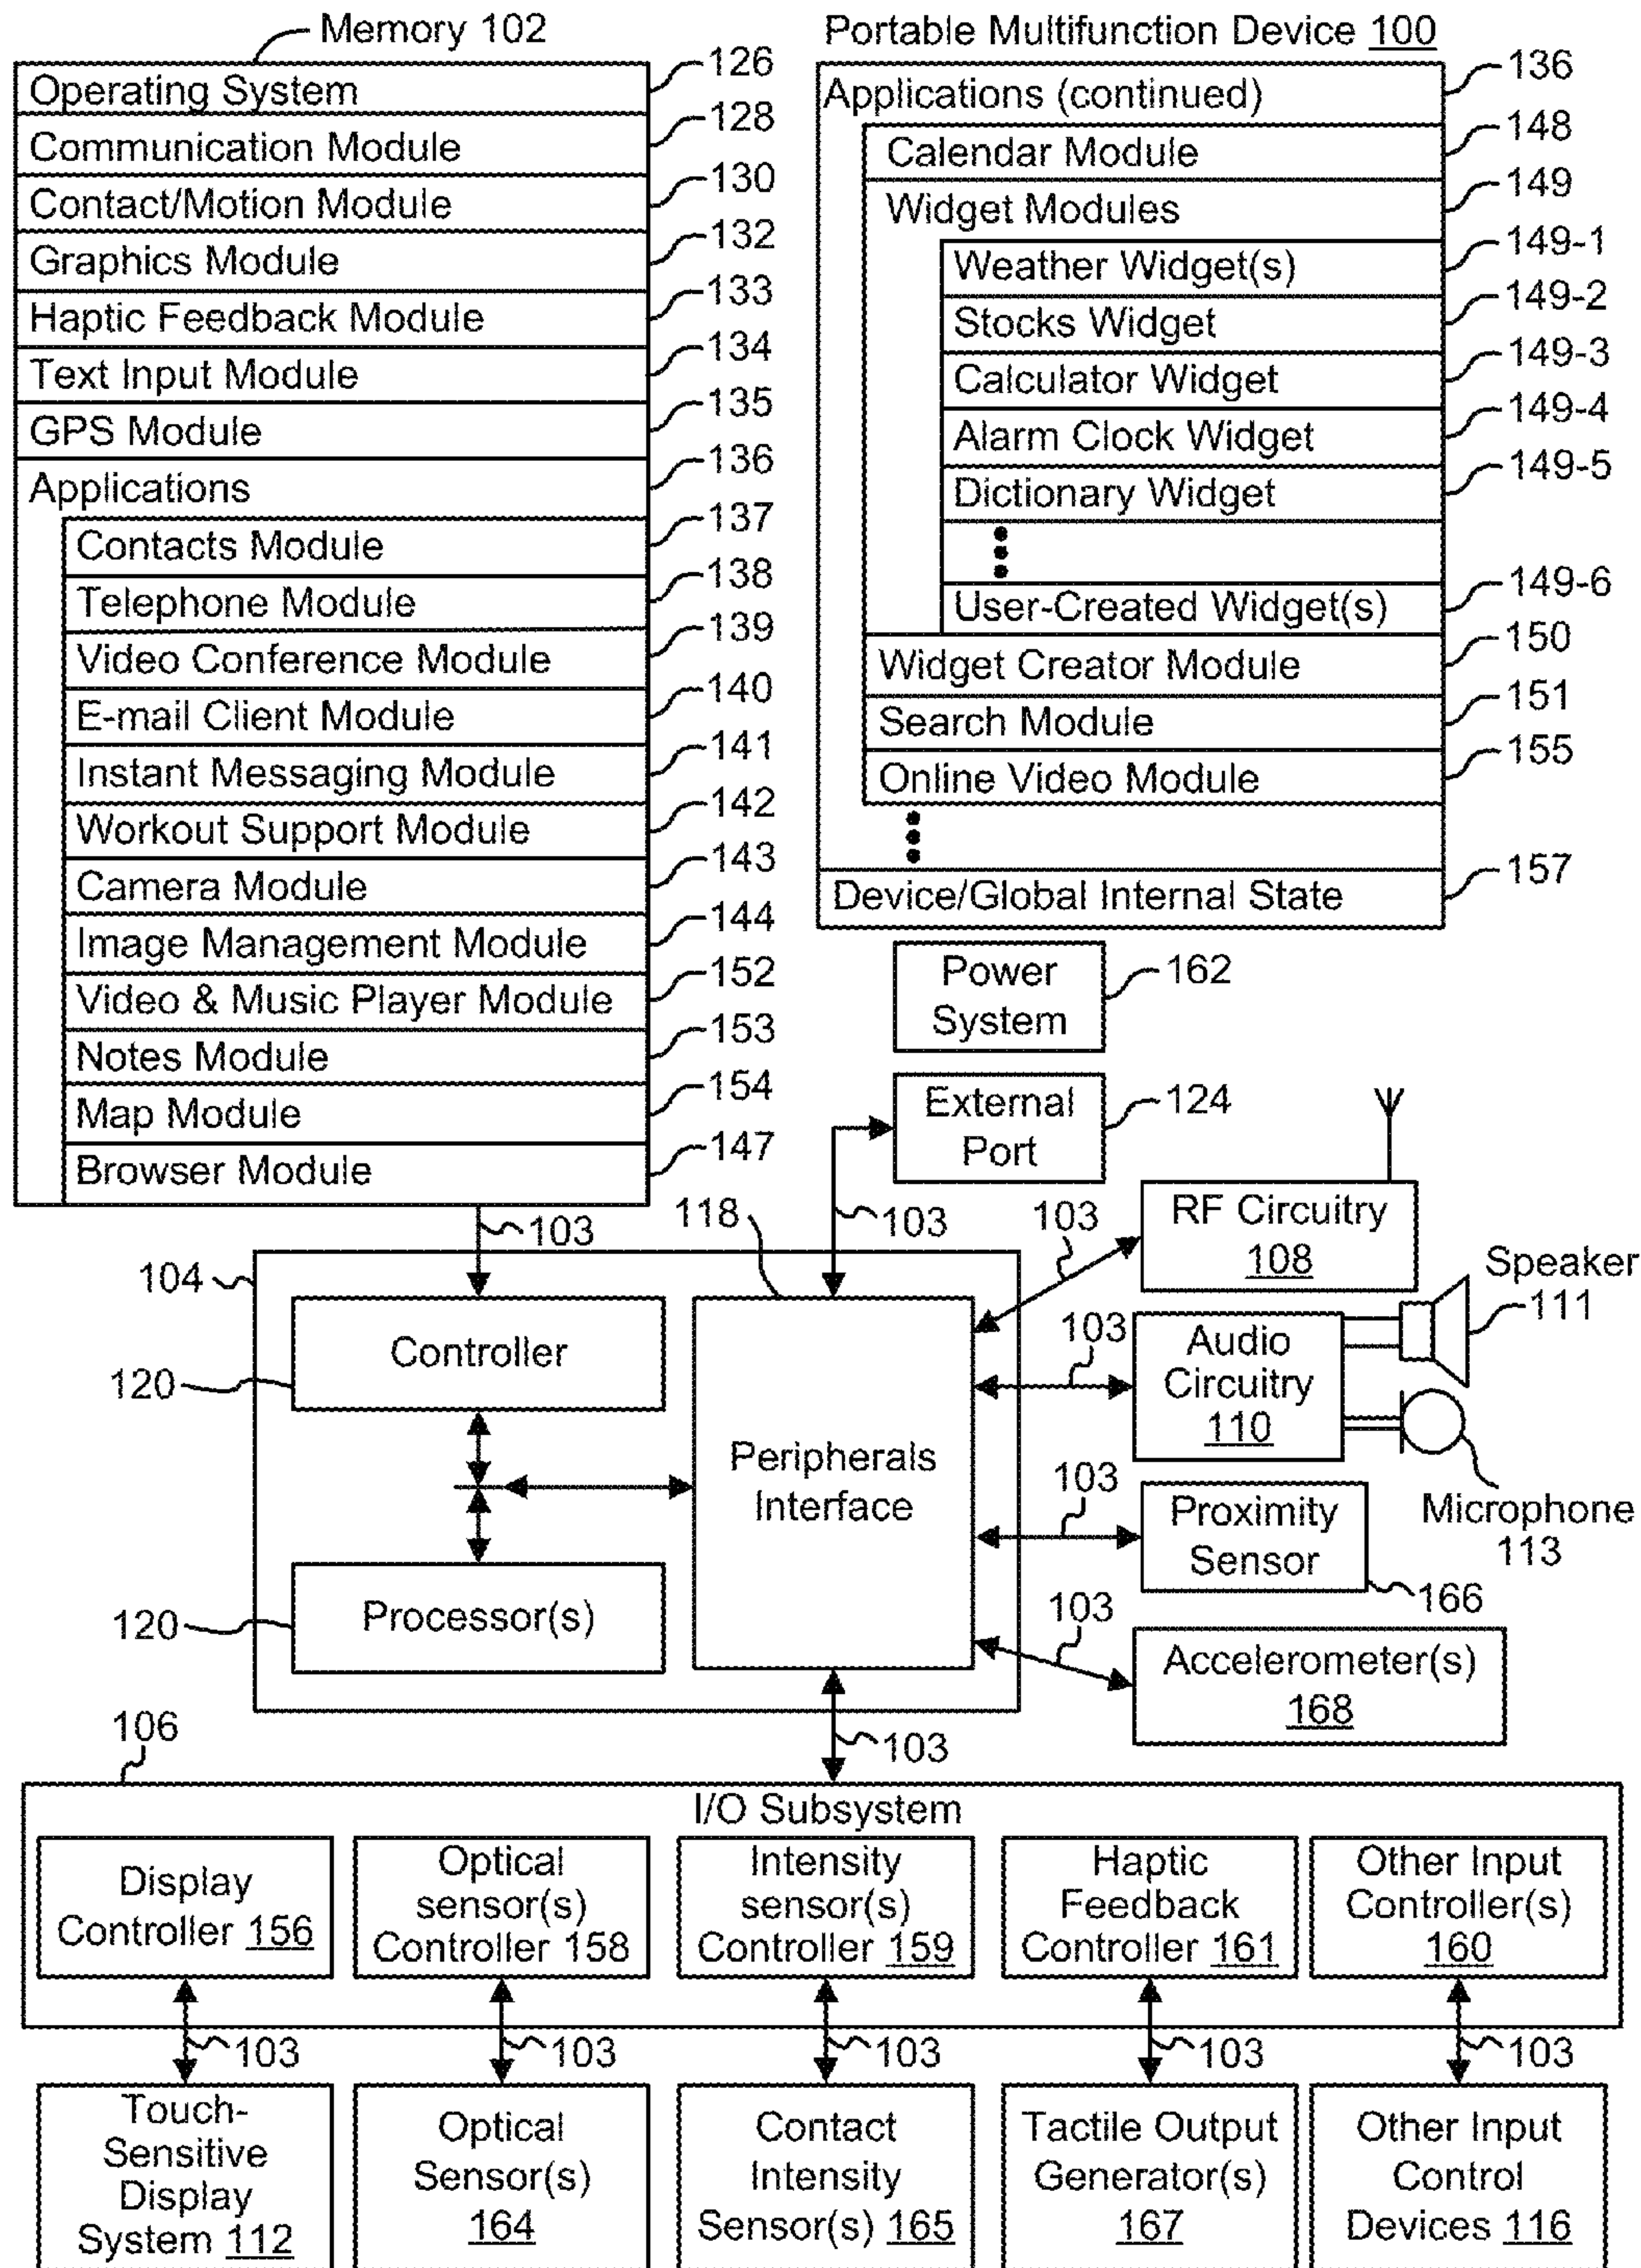 Memory 102
Operating System 126
Communication Module 128
Contact/Motion Module 130
Graphics Module 132
Haptic Feedback Module 133
Text Input Module 134
GPS Module 135
Applications 136
Contacts Module 137
Telephone Module 138
Video Conference Module 139
E-mail Client Module 140
Instant Messaging Module 141
Workout Support Module 142
Camera Module 143
Image Management Module 144
Video & Music Player Module 152
Notes Module 153
Map Module 154
Browser Module 147
Portable Multifunction Device 100
Applications (continued) 136
Calendar Module 148
Widget Modules 149
Weather Widget(s) 149-1
Stocks Widget 149-2
Calculator Widget 149-3
Alarm Clock Widget 149-4
Dictionary Widget 149-5
User-Created Widget(s) 149-6
Widget Creator Module 150
Search Module 151
Online Video Module 155
Device/Global Internal State 157
Power
System
162
External
Port
124
103
118
103
103
RF Circuitry
108
Speaker
111
104
Controller
120
103
Audio
Circuitry
110
Peripherals
Interface
103
Proximity
Sensor
166
Microphone
113
Processor(s)
120
103
Accelerometer(s)
168
106
103
I/O Subsystem
Display
Controller 156
Optical
sensor(s)
Controller 158
Intensity
sensor(s)
Controller 159
Haptic
Feedback
Controller 161
Other Input
Controller(s)
160
103
103
103
103
103
Touch-
Sensitive
Display
System 112
Optical
Sensor(s)
164
Contact
Intensity
Sensor(s) 165
Tactile Output
Generator(s)
167
Other Input
Control
Devices 116